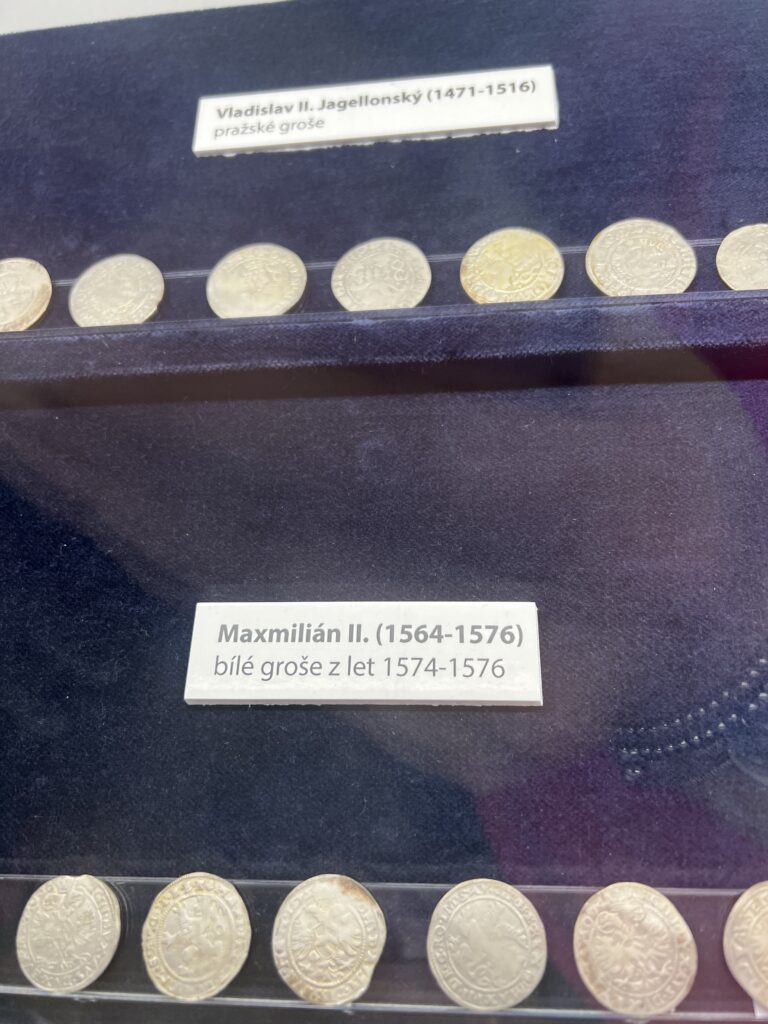 Vladislav II. Jagellonský (1471-1516)
pražské groše
Maxmilián II. (1564-1576)
bílé groše z let 1574-1576